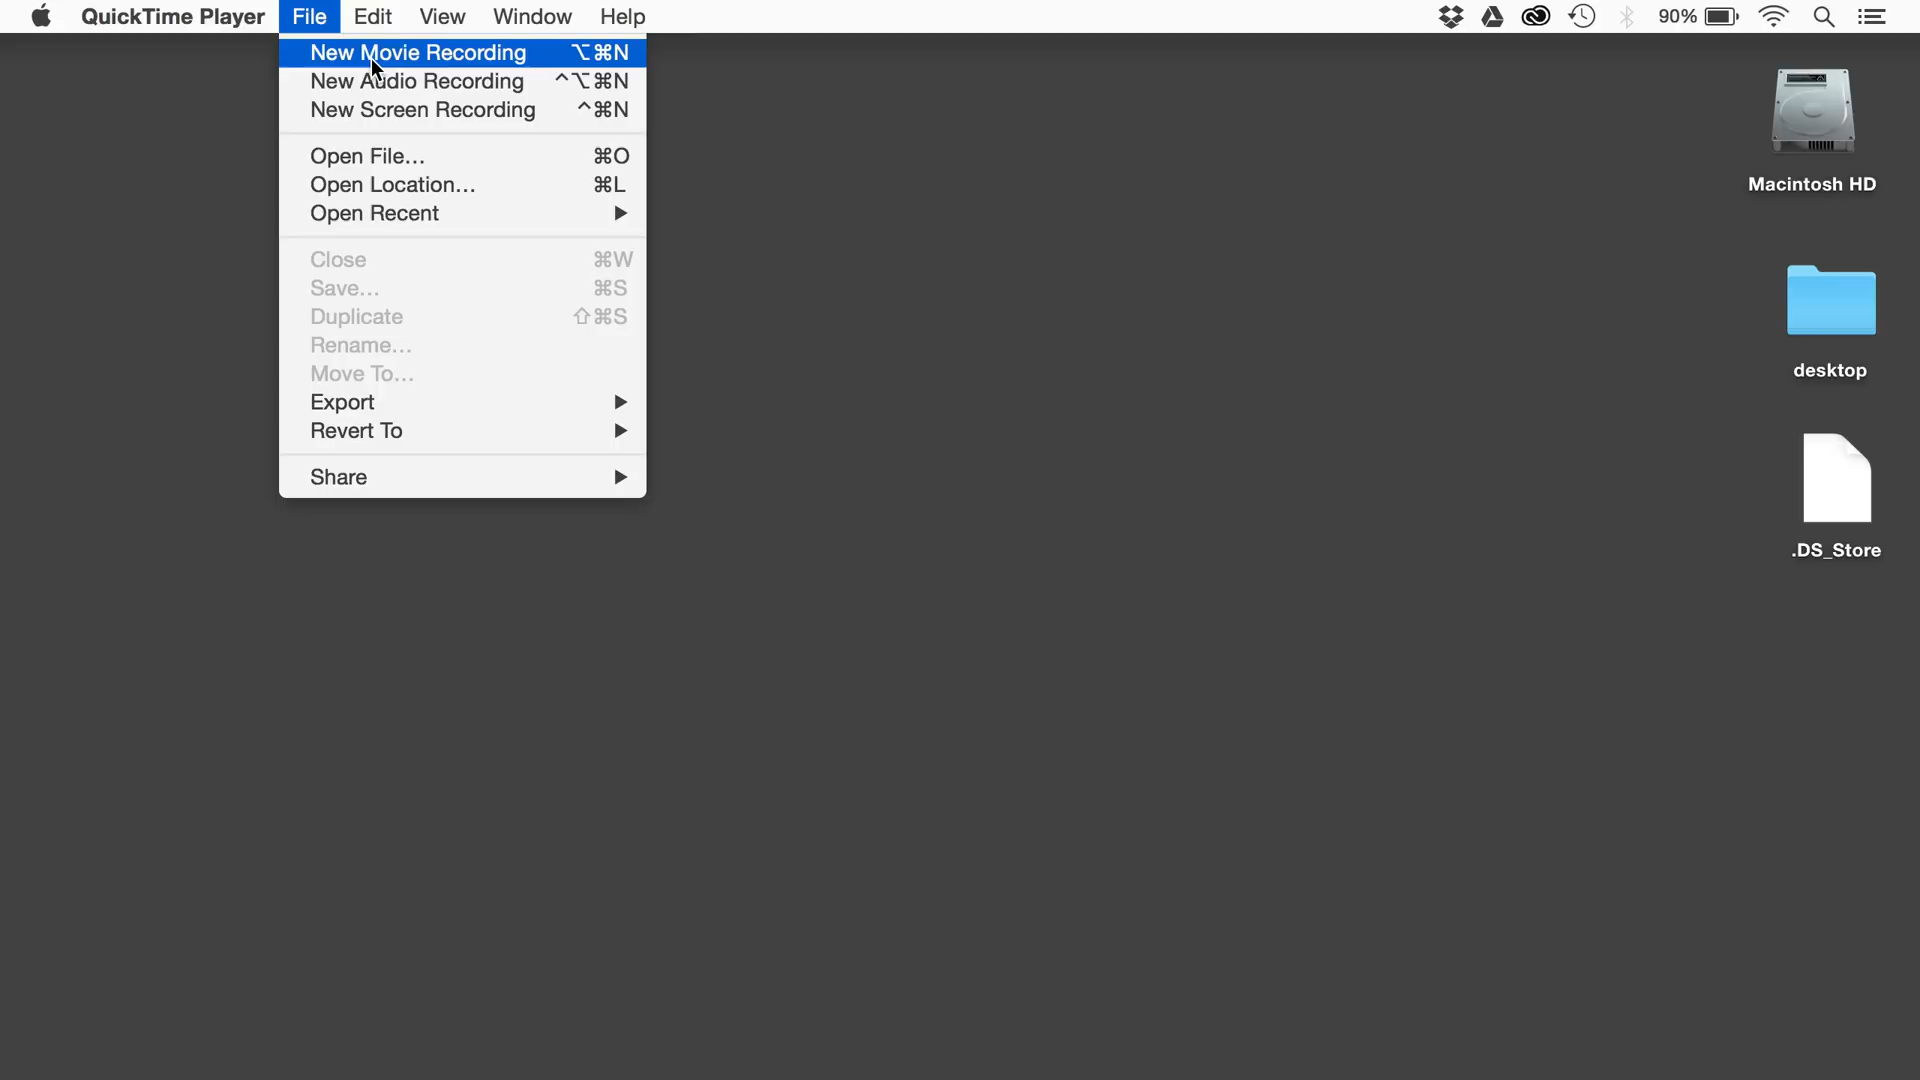 QuickTime Player File Edit View Window Help 90%
New Movie Recording ⌥⌘N
New Audio Recording ^⌥⌘N
New Screen Recording ^⌘N
Open File... ⌘O
Open Location... ⌘L
Open Recent ▶
Close ⌘W
Save... ⌘S
Duplicate ⇧⌘S
Rename...
Move To...
Export ▶
Revert To ▶
Share ▶
Macintosh HD
desktop
.DS_Store